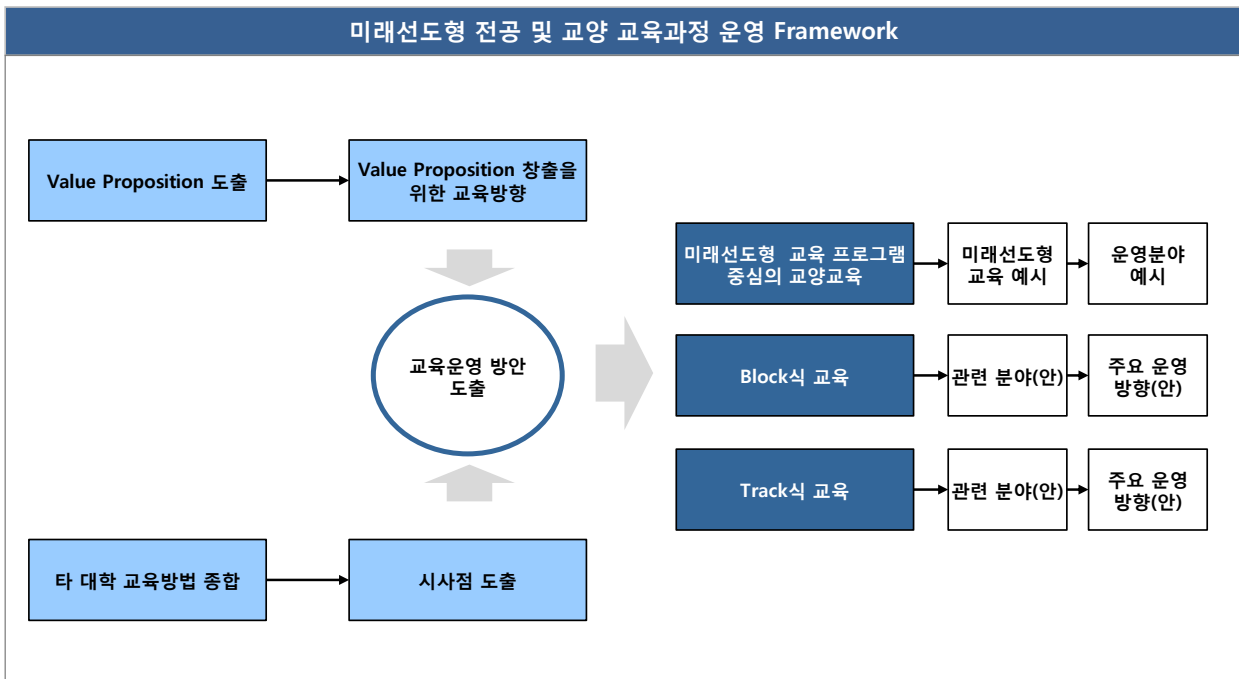 미래선도형 전공 및 교양 교육과정 운영 Framework
Value Proposition 도출
Value Proposition 창출을
위한 교육방향
교육운영 방안
도출
타 대학 교육방법 종합
시사점 도출
미래선도형 교육 프로그램
중심의 교양교육
미래선도형
교육 예시
운영분야
예시
Block식 교육
관련 분야(안)
주요 운영
방향(안)
Track식 교육
관련 분야(안)
주요 운영
방향(안)